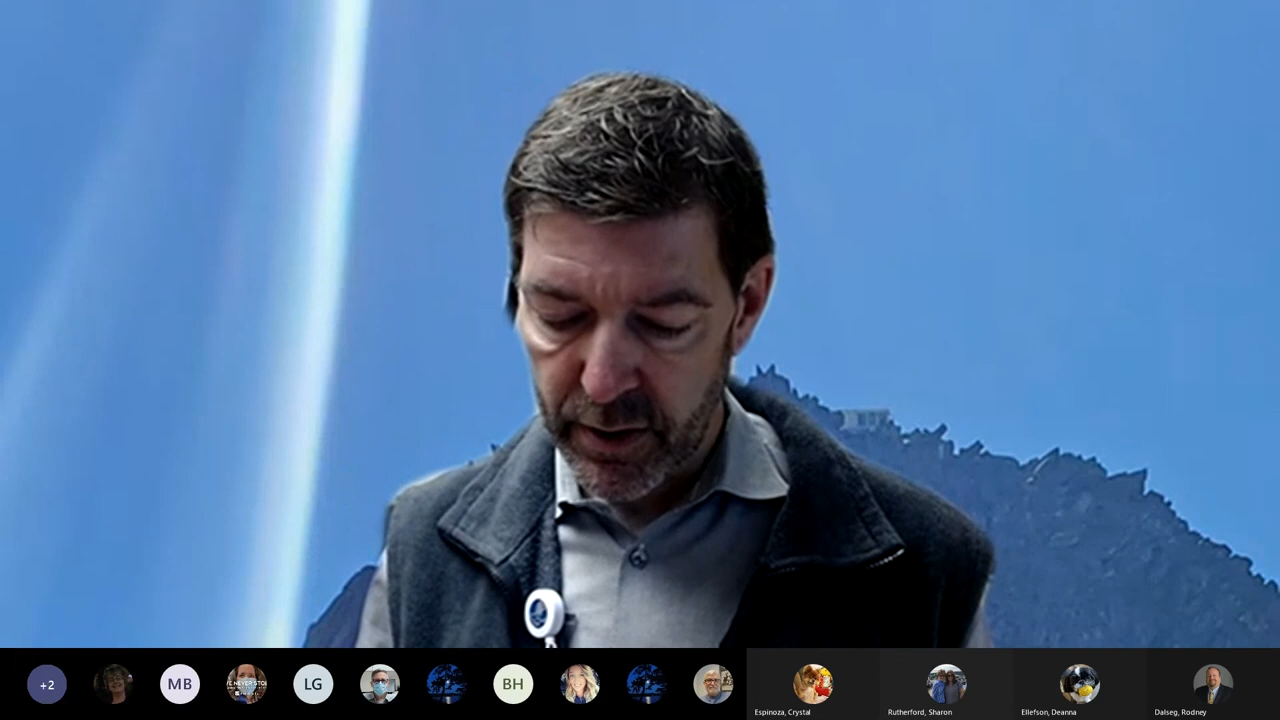 +2
MB
LG
BH
Espinoza, Crystal
Rutherford, Sharon
Ellefson, Deanna
Dalseg, Rodney